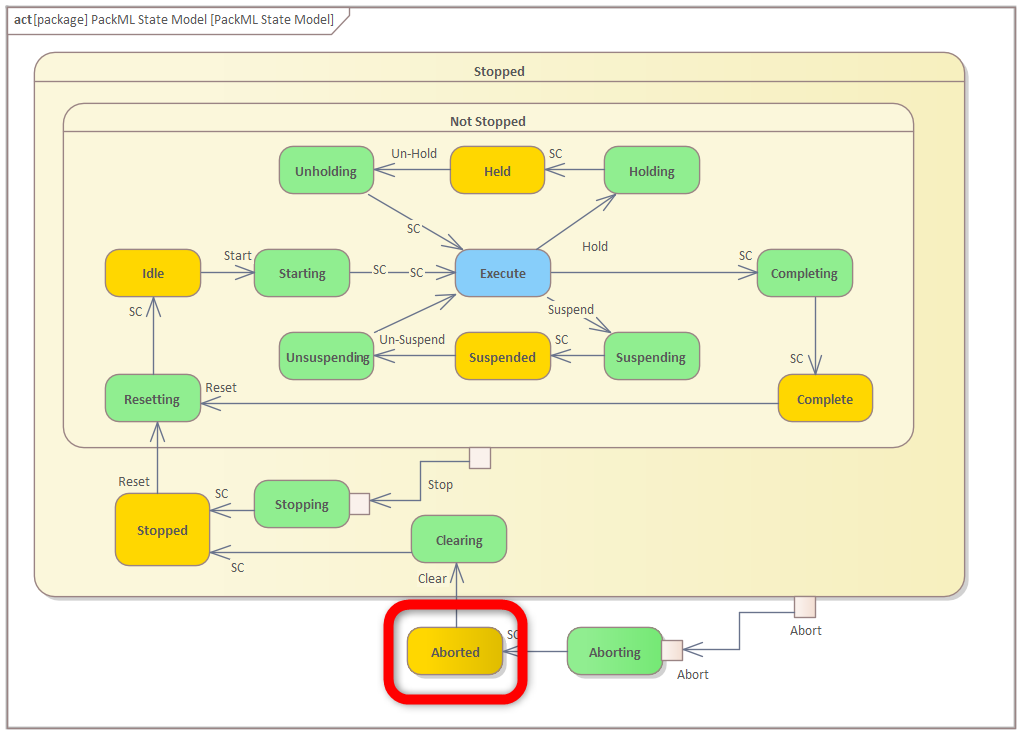 act [package] PackML State Model [PackML State Model]
Stopped
Not Stopped
Unholding
Un-Hold
Held
SC
Holding
SC
Hold
Idle
Start
Starting
SC
SC
Execute
SC
Completing
SC
Suspend
Unsuspending
Un-Suspend
Suspended
SC
Suspending
SC
Resetting
Reset
Complete
Reset
Stop
Stopped
SC
Stopping
Clearing
SC
Clear
Aborted
SC
Aborting
Abort
Abort